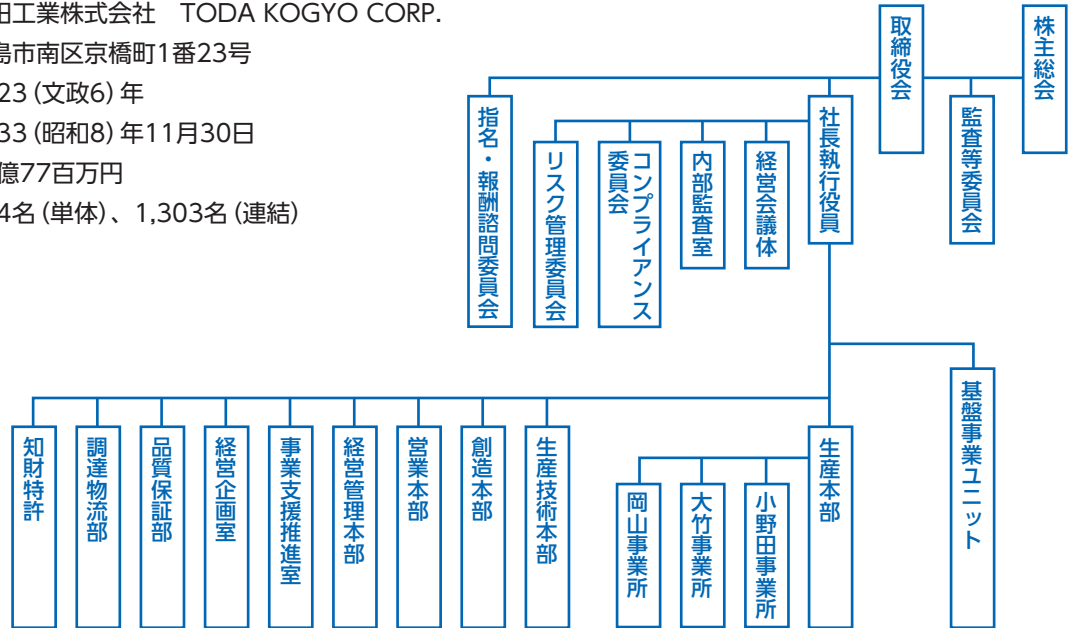 田工業株式会社　TODA KOGYO CORP.
島市南区京橋町1番23号
23（文政6）年
33（昭和8）年11月30日
億77百万円
4名（単体）、1,303名（連結）
株主総会
取締役会
監査等委員会
社長執行役員
指名・報酬諮問委員会
経営会議体
内部監査室
コンプライアンス
委員会
リスク管理委員会
基盤事業ユニット
生産本部
小野田事業所
大竹事業所
岡山事業所
生産技術本部
創造本部
営業本部
経営管理本部
事業支援推進室
経営企画室
品質保証部
調達物流部
知財特許